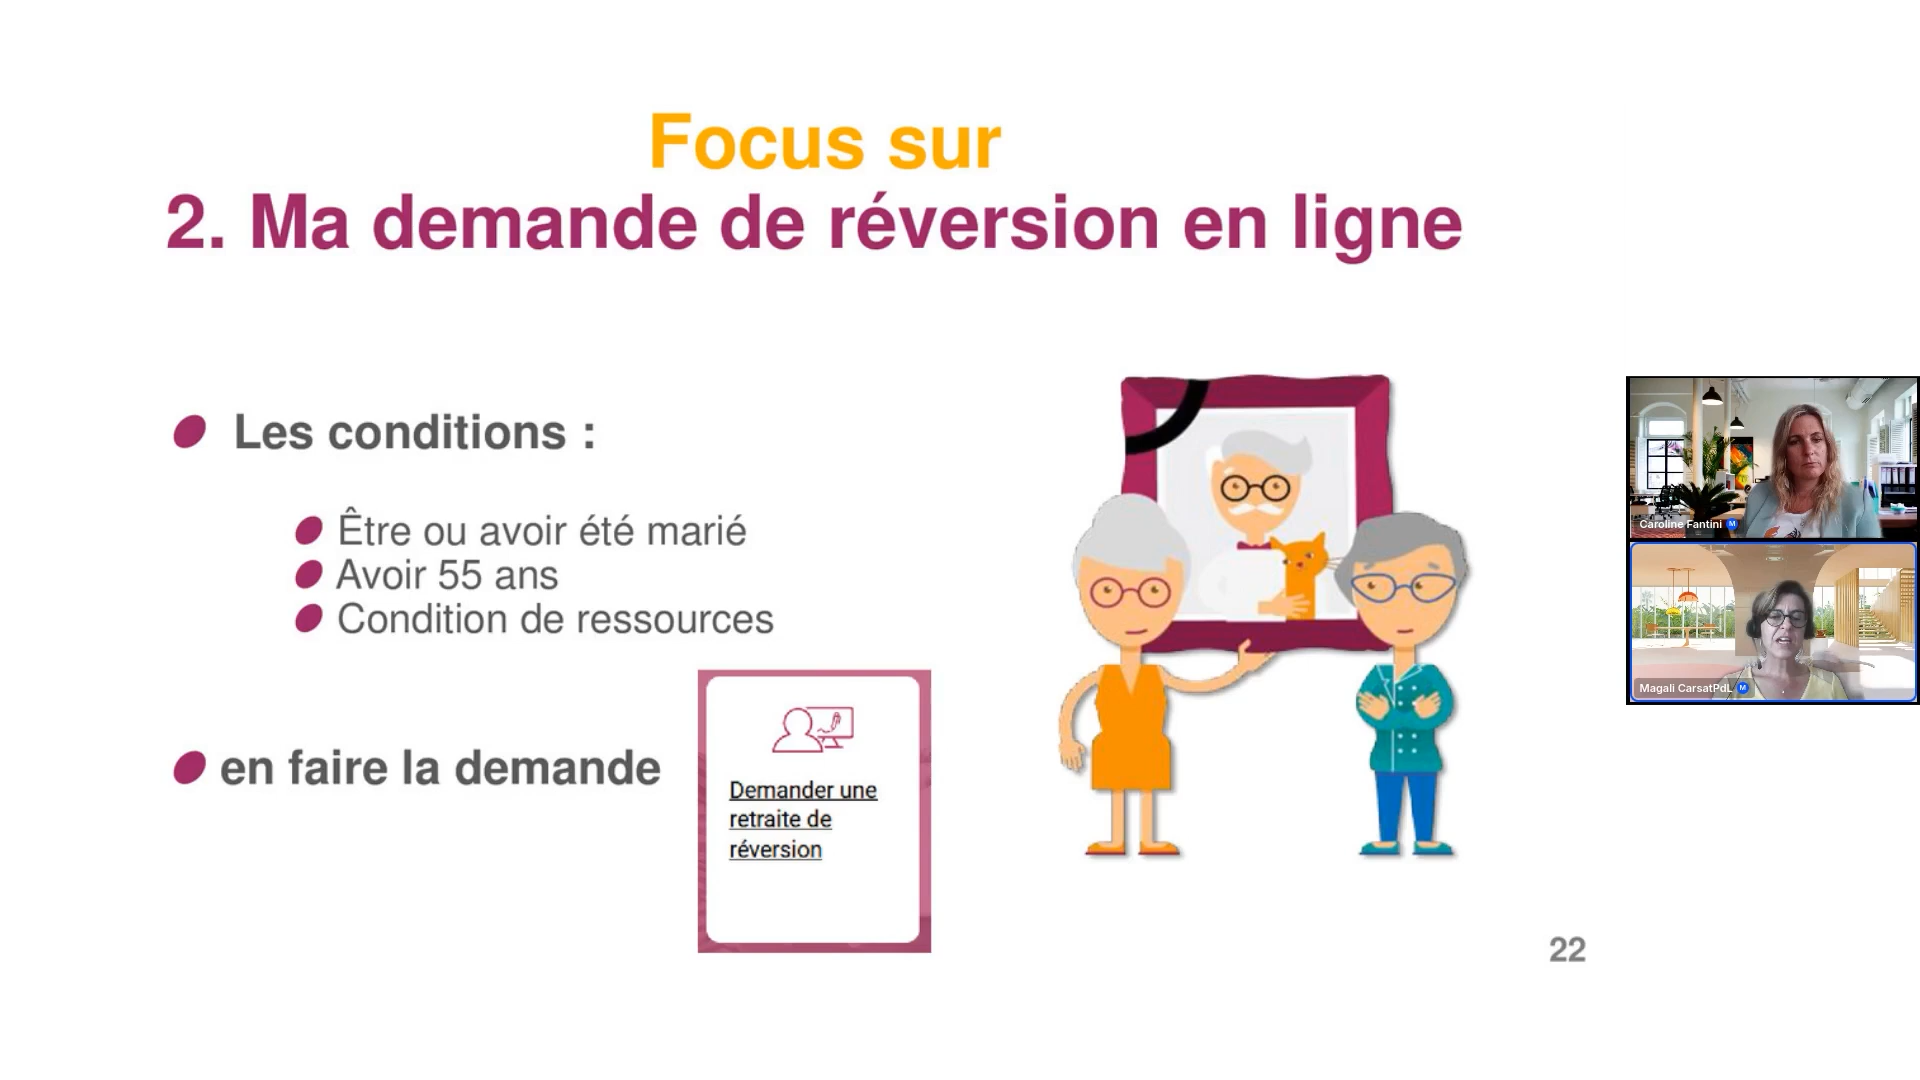 Focus sur
2. Ma demande de réversion en ligne
Les conditions :
Être ou avoir été marié
Avoir 55 ans
Condition de ressources
en faire la demande
Demander une
retraite de
réversion
22
Caroline Fantini M
Magali CarsatPdL M